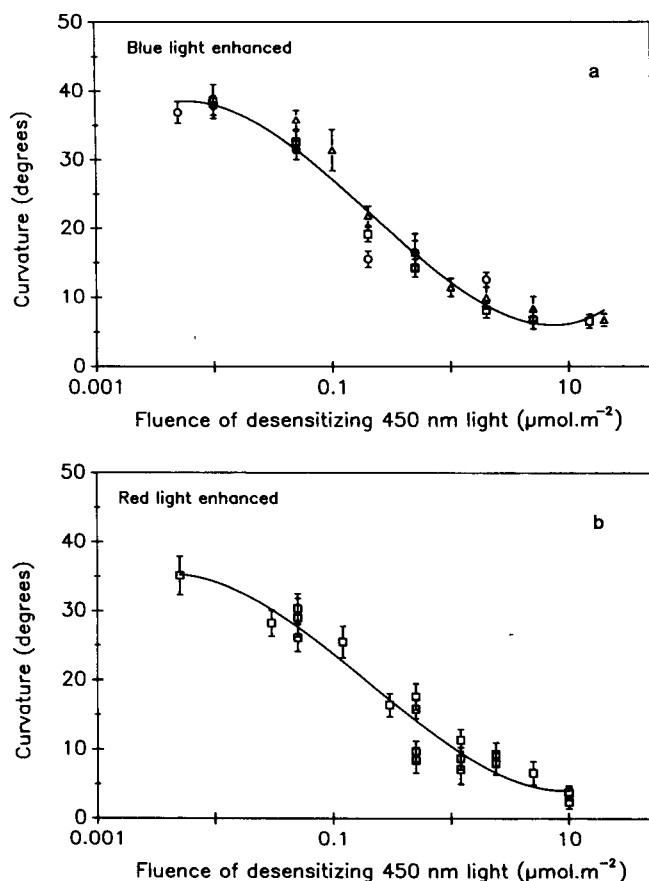 50
Blue light enhanced
a
40
30
20
10
0
Curvature (degrees)
0.001
0.1
10
Fluence of desensitizing 450 nm light (μmol.m⁻²)
50
Red light enhanced
b
40
30
20
10
0
Curvature (degrees)
0.001
0.1
10
Fluence of desensitizing 450 nm light (μmol.m⁻²)